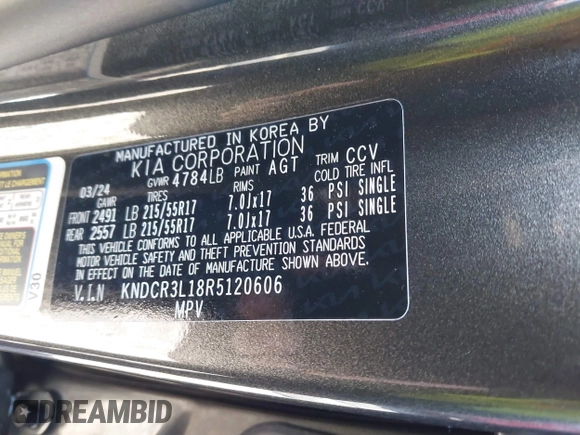 MANUFACTURED IN KOREA BY
KIA CORPORATION
03/24 GVWR 4784LB PAINT AGT TRIM CCV
TIRES RIMS COLD TIRE INFL
FRONT 2491 LB 215/55R17 7.0JX17 36 PSI SINGLE
REAR 2557 LB 215/55R17 7.0JX17 36 PSI SINGLE
THIS VEHICLE CONFORMS TO ALL APPLICABLE U.S.A. FEDERAL
MOTOR VEHICLE SAFETY, BUMPER, AND THEFT PREVENTION STANDARDS
IN EFFECT ON THE DATE OF MANUFACTURE SHOWN ABOVE.
V.I.N KNDCR3L18R5120606
MPV
V30
DREAMBID